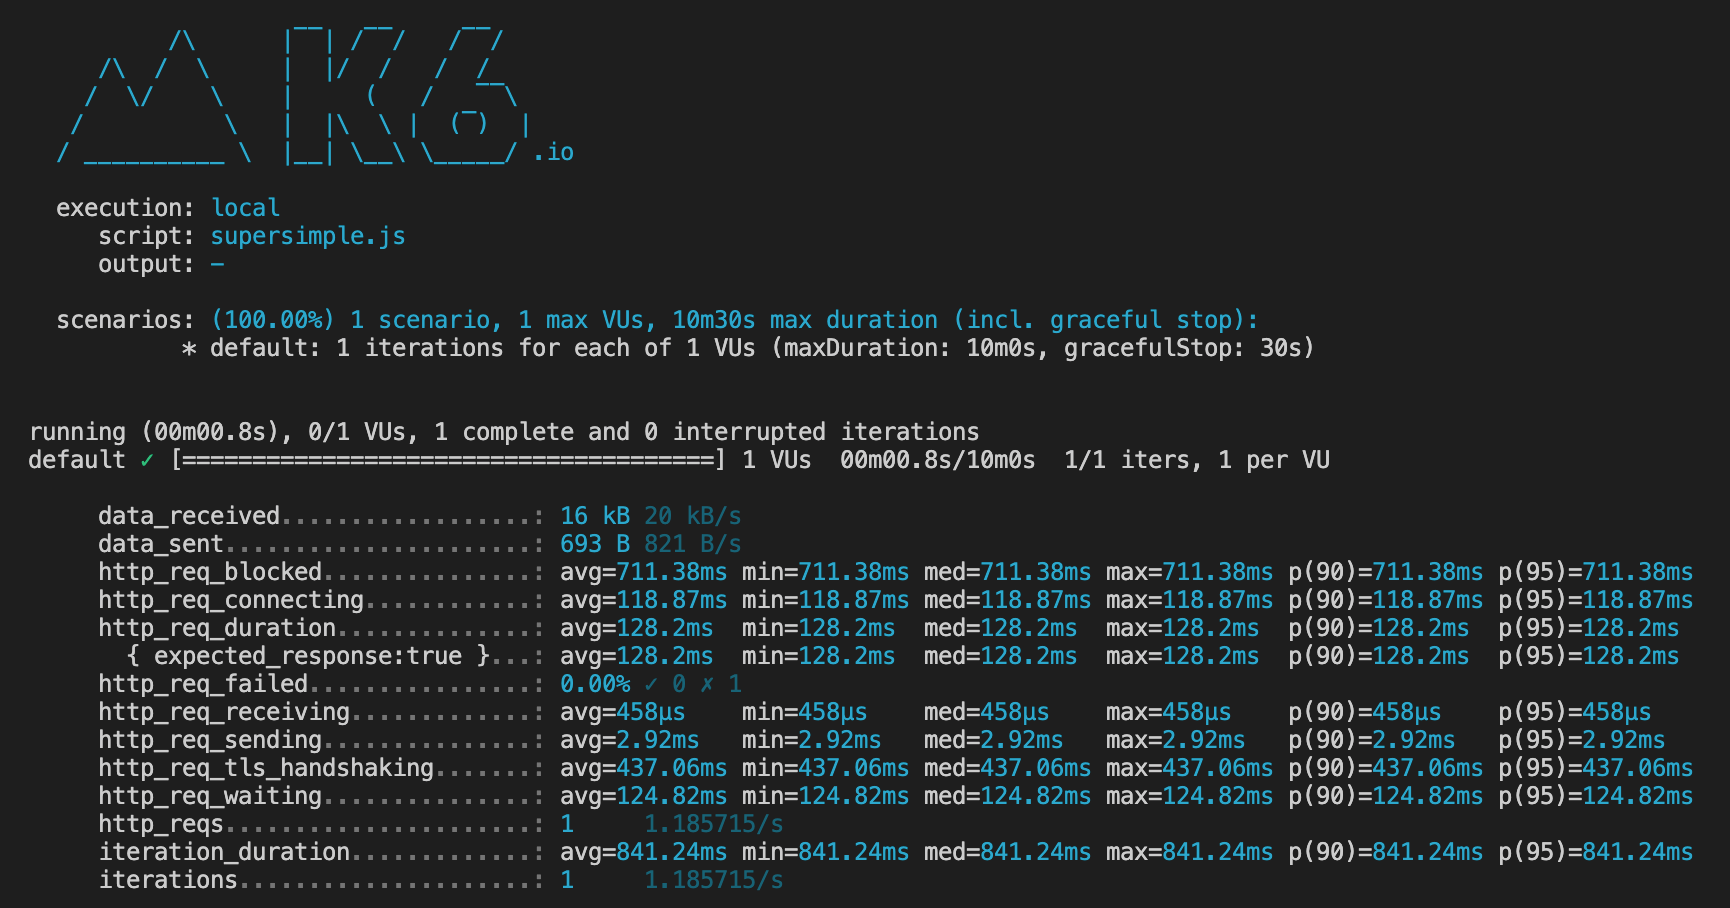 /\      |‾‾| /‾‾/   /‾‾/
     /\  /  \     |  |/  /   /  /
    /  \/    \    |     (   /   ‾‾\
   /          \   |  |\  \ |  (‾)  |
  / __________ \  |__| \__\ \_____/ .io
execution: local
script: supersimple.js
output: -
scenarios: (100.00%) 1 scenario, 1 max VUs, 10m30s max duration (incl. graceful stop):
* default: 1 iterations for each of 1 VUs (maxDuration: 10m0s, gracefulStop: 30s)
running (00m00.8s), 0/1 VUs, 1 complete and 0 interrupted iterations
default ✓ [======================================] 1 VUs  00m00.8s/10m0s  1/1 iters, 1 per VU
data_received..................: 16 kB 20 kB/s
data_sent......................: 693 B 821 B/s
http_req_blocked...............: avg=711.38ms min=711.38ms med=711.38ms max=711.38ms p(90)=711.38ms p(95)=711.38ms
http_req_connecting............: avg=118.87ms min=118.87ms med=118.87ms max=118.87ms p(90)=118.87ms p(95)=118.87ms
http_req_duration..............: avg=128.2ms  min=128.2ms  med=128.2ms  max=128.2ms  p(90)=128.2ms  p(95)=128.2ms
{ expected_response:true }...: avg=128.2ms  min=128.2ms  med=128.2ms  max=128.2ms  p(90)=128.2ms  p(95)=128.2ms
http_req_failed................: 0.00% ✓ 0 ✗ 1
http_req_receiving.............: avg=458µs    min=458µs    med=458µs    max=458µs    p(90)=458µs    p(95)=458µs
http_req_sending...............: avg=2.92ms   min=2.92ms   med=2.92ms   max=2.92ms   p(90)=2.92ms   p(95)=2.92ms
http_req_tls_handshaking.......: avg=437.06ms min=437.06ms med=437.06ms max=437.06ms p(90)=437.06ms p(95)=437.06ms
http_req_waiting...............: avg=124.82ms min=124.82ms med=124.82ms max=124.82ms p(90)=124.82ms p(95)=124.82ms
http_reqs......................: 1     1.185715/s
iteration_duration.............: avg=841.24ms min=841.24ms med=841.24ms max=841.24ms p(90)=841.24ms p(95)=841.24ms
iterations.....................: 1     1.185715/s